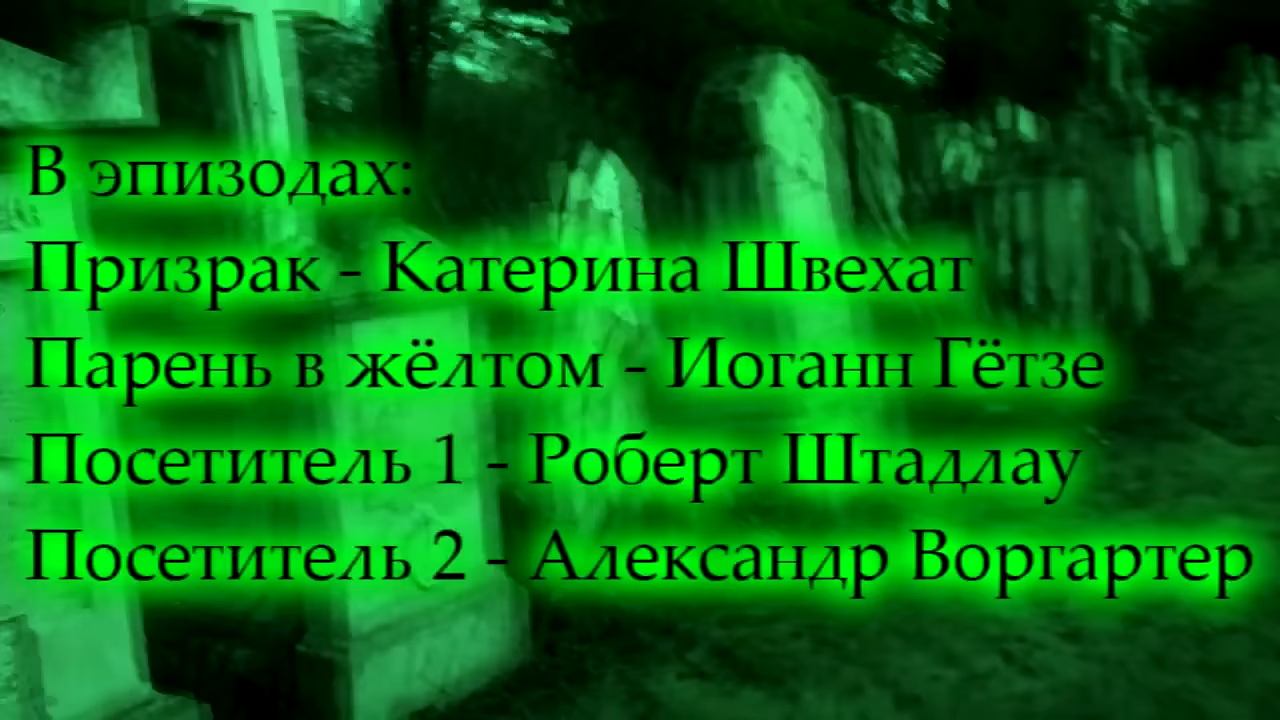 В эпизодах:
Призрак - Катерина Швехат
Парень в жёлтом - Иоганн Гётзе
Посетитель 1 - Роберт Штадлау
Посетитель 2 - Александр Воргартер